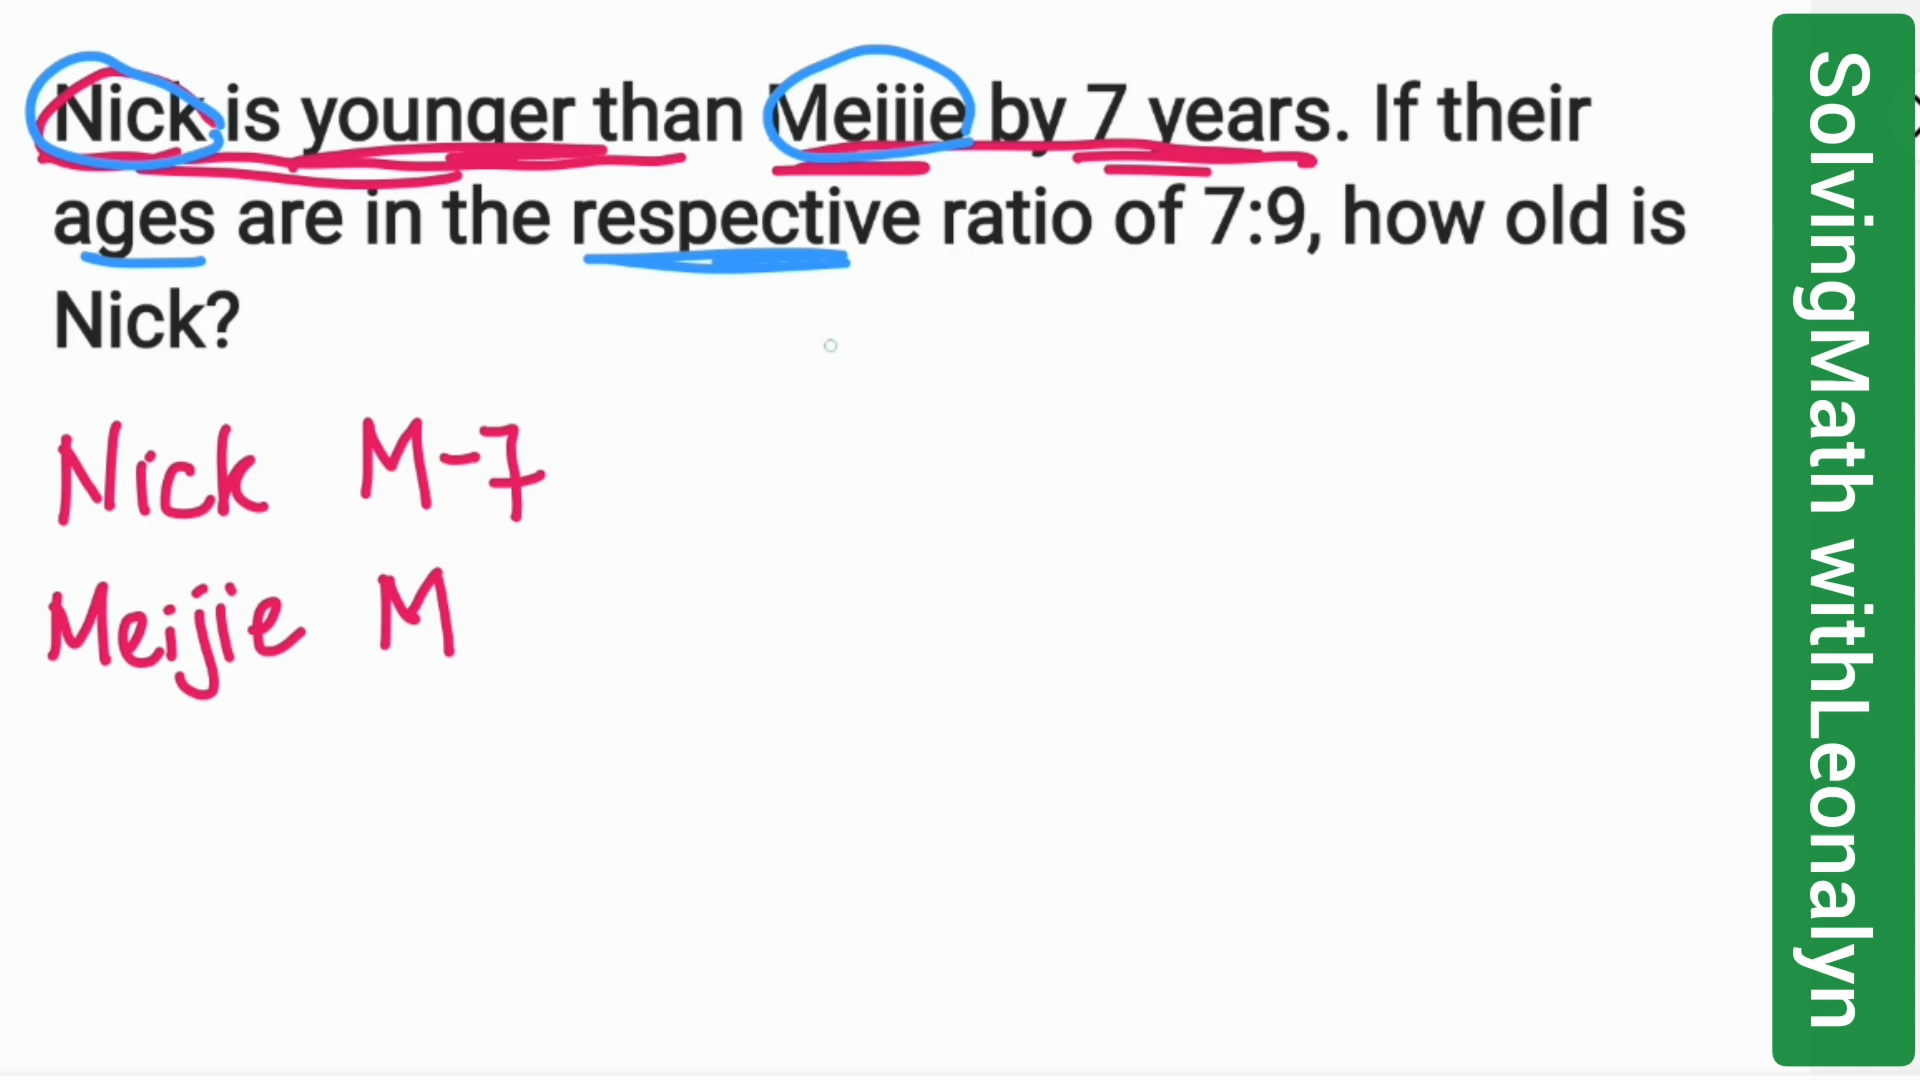 Nick is younger than Meijie by 7 years. If their
ages are in the respective ratio of 7:9, how old is
Nick?
Nick M-7
Meijie M
SolvingMath withLeonalyn